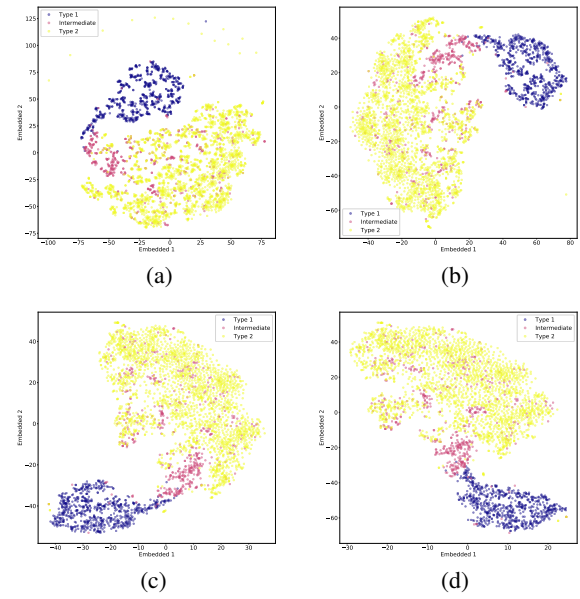 Type 1
Intermediate
Type 2
125
100
75
50
25
0
−25
−50
−75
Embedded 2
−100 −75 −50 −25 0 25 50 75
Embedded 1
(a)
40
20
0
−20
−40
−60
Embedded 2
Type 1
Intermediate
Type 2
−40 −20 0 20 40 60 80
Embedded 1
(b)
Type 1
Intermediate
Type 2
40
20
0
−20
−40
Embedded 2
−40 −30 −20 −10 0 10 20 30
Embedded 1
(c)
Type 1
Intermediate
Type 2
40
20
0
−20
−40
−60
Embedded 2
−30 −20 −10 0 10 20
Embedded 1
(d)